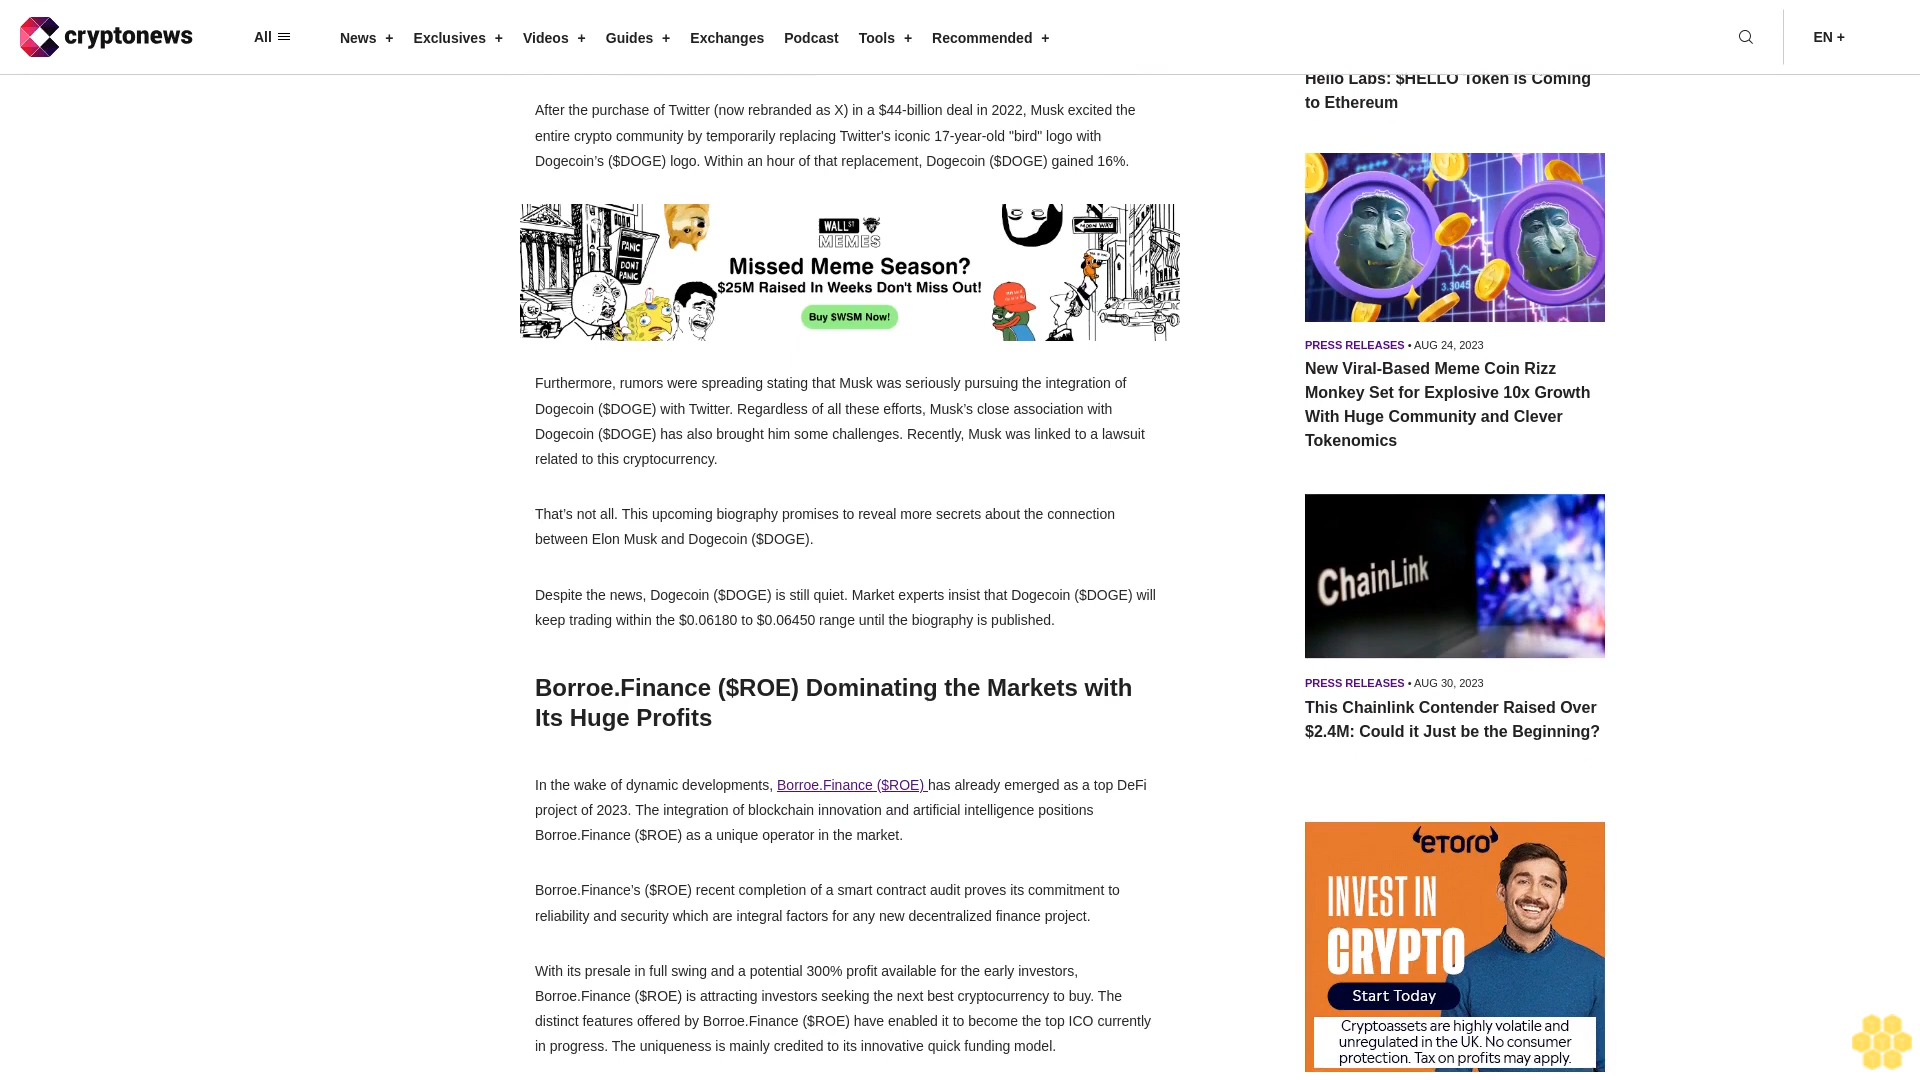 cryptonews
All
News +
Exclusives +
Videos +
Guides +
Exchanges
Podcast
Tools +
Recommended +
EN +
After the purchase of Twitter (now rebranded as X) in a $44-billion deal in 2022, Musk excited the
entire crypto community by temporarily replacing Twitter's iconic 17-year-old "bird" logo with
Dogecoin’s ($DOGE) logo. Within an hour of that replacement, Dogecoin ($DOGE) gained 16%.
PANIC
DONT
PANIC
WALL ST
MEMES
Missed Meme Season?
$25M Raised In Weeks Don't Miss Out!
Buy $WSM Now!
Furthermore, rumors were spreading stating that Musk was seriously pursuing the integration of
Dogecoin ($DOGE) with Twitter. Regardless of all these efforts, Musk’s close association with
Dogecoin ($DOGE) has also brought him some challenges. Recently, Musk was linked to a lawsuit
related to this cryptocurrency.
That’s not all. This upcoming biography promises to reveal more secrets about the connection
between Elon Musk and Dogecoin ($DOGE).
Despite the news, Dogecoin ($DOGE) is still quiet. Market experts insist that Dogecoin ($DOGE) will
keep trading within the $0.06180 to $0.06450 range until the biography is published.
Borroe.Finance ($ROE) Dominating the Markets with
Its Huge Profits
In the wake of dynamic developments, Borroe.Finance ($ROE) has already emerged as a top DeFi
project of 2023. The integration of blockchain innovation and artificial intelligence positions
Borroe.Finance ($ROE) as a unique operator in the market.
Borroe.Finance’s ($ROE) recent completion of a smart contract audit proves its commitment to
reliability and security which are integral factors for any new decentralized finance project.
With its presale in full swing and a potential 300% profit available for the early investors,
Borroe.Finance ($ROE) is attracting investors seeking the next best cryptocurrency to buy. The
distinct features offered by Borroe.Finance ($ROE) have enabled it to become the top ICO currently
in progress. The uniqueness is mainly credited to its innovative quick funding model.
Hello Labs: $HELLO Token Is Coming
to Ethereum
3.3045
PRESS RELEASES • AUG 24, 2023
New Viral-Based Meme Coin Rizz
Monkey Set for Explosive 10x Growth
With Huge Community and Clever
Tokenomics
ChainLink
PRESS RELEASES • AUG 30, 2023
This Chainlink Contender Raised Over
$2.4M: Could it Just be the Beginning?
eToro
INVEST IN
CRYPTO
Start Today
Cryptoassets are highly volatile and
unregulated in the UK. No consumer
protection. Tax on profits may apply.